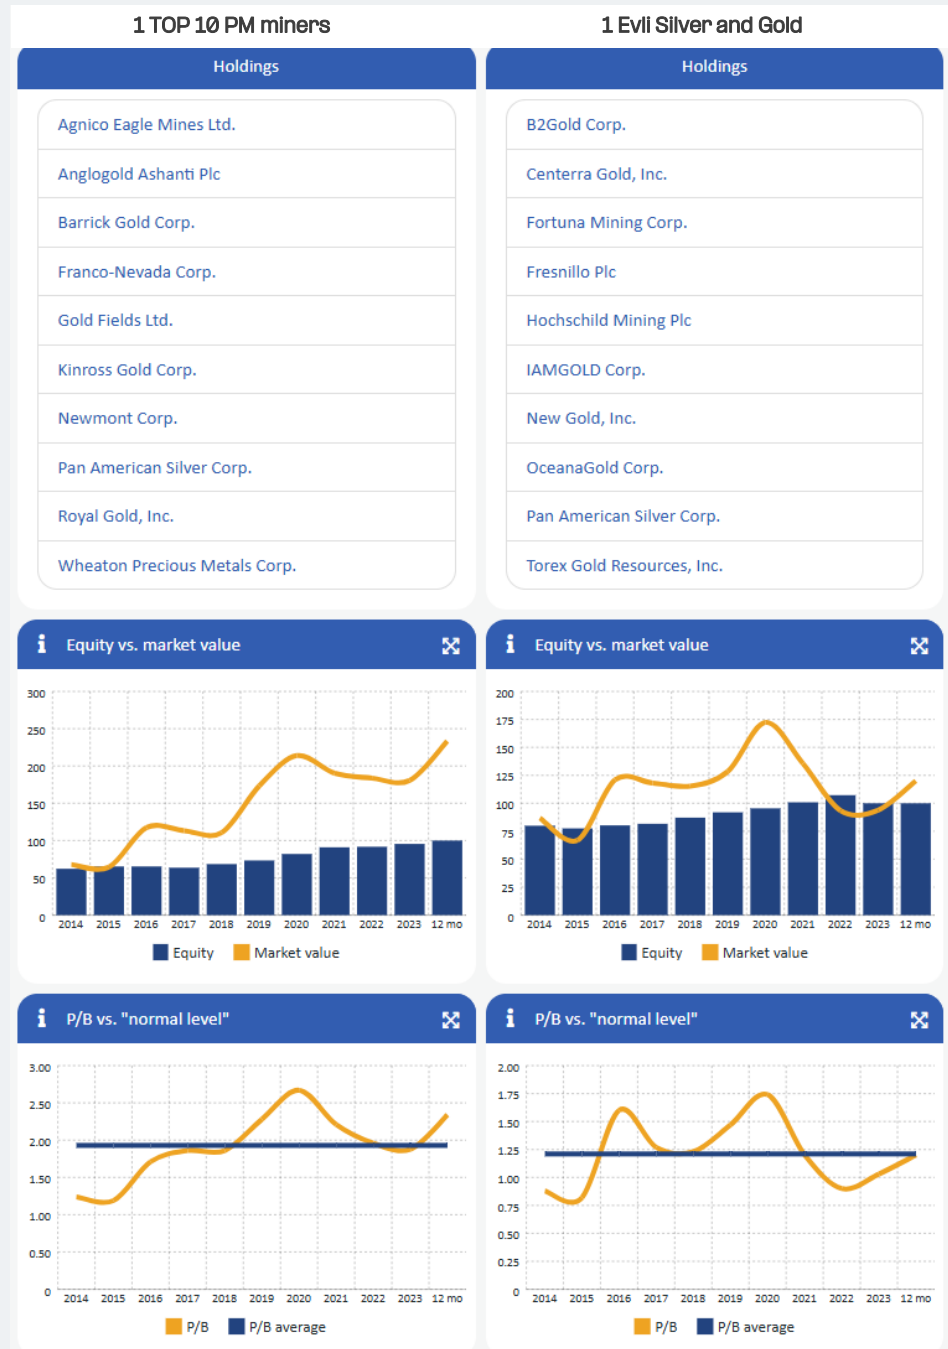 1 TOP 10 PM miners
Holdings
Agnico Eagle Mines Ltd.
Anglogold Ashanti Plc
Barrick Gold Corp.
Franco-Nevada Corp.
Gold Fields Ltd.
Kinross Gold Corp.
Newmont Corp.
Pan American Silver Corp.
Royal Gold, Inc.
Wheaton Precious Metals Corp.
i Equity vs. market value
300
250
200
150
100
50
0
2014 2015 2016 2017 2018 2019 2020 2021 2022 2023 12 mo
Equity Market value
i P/B vs. "normal level"
3.00
2.50
2.00
1.50
1.00
0.50
0
2014 2015 2016 2017 2018 2019 2020 2021 2022 2023 12 mo
P/B P/B average
1 Evli Silver and Gold
Holdings
B2Gold Corp.
Centerra Gold, Inc.
Fortuna Mining Corp.
Fresnillo Plc
Hochschild Mining Plc
IAMGOLD Corp.
New Gold, Inc.
OceanaGold Corp.
Pan American Silver Corp.
Torex Gold Resources, Inc.
i Equity vs. market value
200
175
150
125
100
75
50
25
0
2014 2015 2016 2017 2018 2019 2020 2021 2022 2023 12 mo
Equity Market value
i P/B vs. "normal level"
2.00
1.75
1.50
1.25
1.00
0.75
0.50
0.25
0
2014 2015 2016 2017 2018 2019 2020 2021 2022 2023 12 mo
P/B P/B average